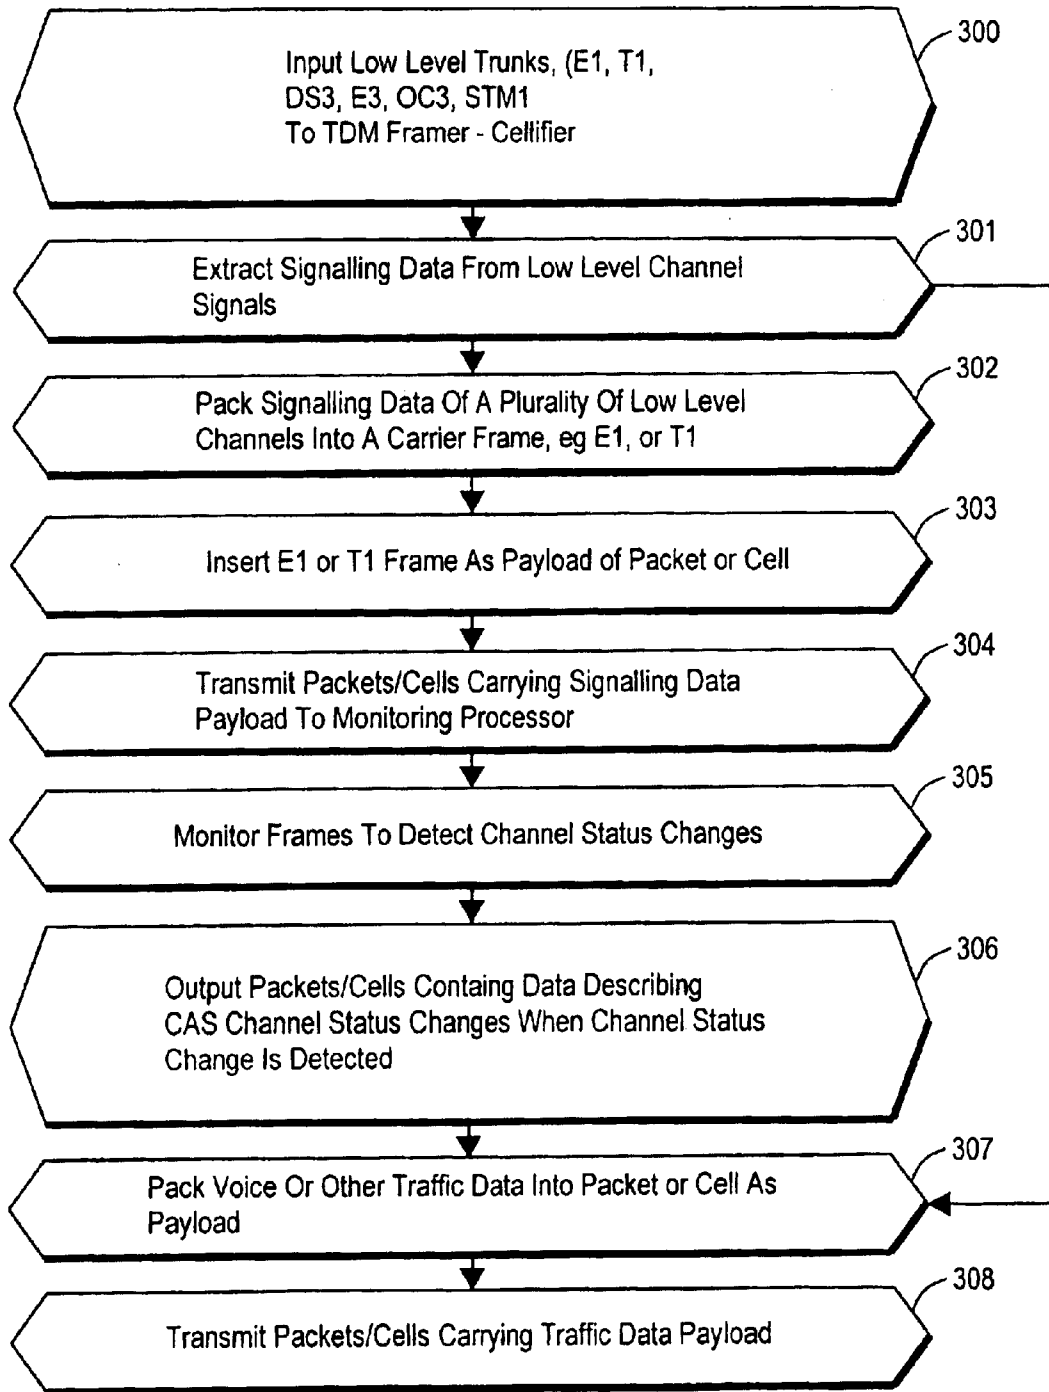 300
Input Low Level Trunks, (E1, T1,
DS3, E3, OC3, STM1
To TDM Framer - Cellifier
301
Extract Signalling Data From Low Level Channel
Signals
302
Pack Signalling Data Of A Plurality Of Low Level
Channels Into A Carrier Frame, eg E1, or T1
303
Insert E1 or T1 Frame As Payload of Packet or Cell
304
Transmit Packets/Cells Carrying Signalling Data
Payload To Monitoring Processor
305
Monitor Frames To Detect Channel Status Changes
306
Output Packets/Cells Containg Data Describing
CAS Channel Status Changes When Channel Status
Change Is Detected
307
Pack Voice Or Other Traffic Data Into Packet or Cell As
Payload
308
Transmit Packets/Cells Carrying Traffic Data Payload